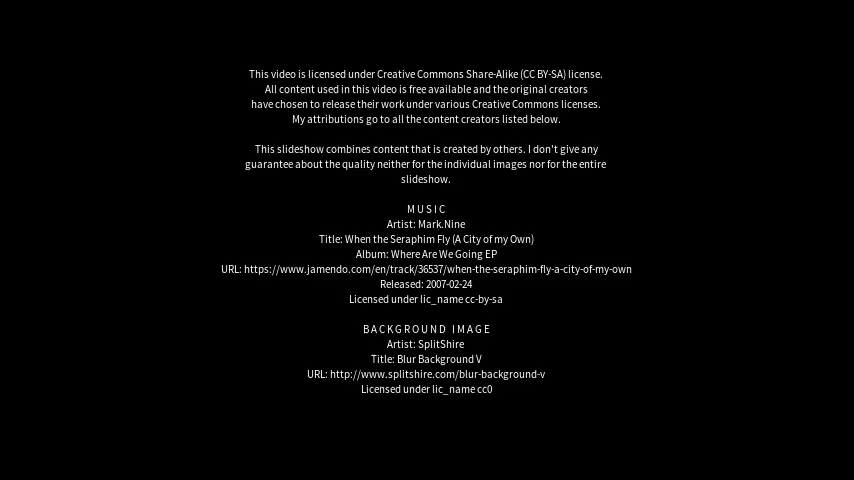 This video is licensed under Creative Commons Share-Alike (CC BY-SA) license.
All content used in this video is free available and the original creators
have chosen to release their work under various Creative Commons licenses.
My attributions go to all the content creators listed below.
This slideshow combines content that is created by others. I don't give any
guarantee about the quality neither for the individual images nor for the entire
slideshow.
MUSIC
Artist: Mark.Nine
Title: When the Seraphim Fly (A City of my Own)
Album: Where Are We Going EP
URL: https://www.jamendo.com/en/track/36537/when-the-seraphim-fly-a-city-of-my-own
Released: 2007-02-24
Licensed under lic_name cc-by-sa
BACKGROUND IMAGE
Artist: SplitShire
Title: Blur Background V
URL: http://www.splitshire.com/blur-background-v
Licensed under lic_name cc0